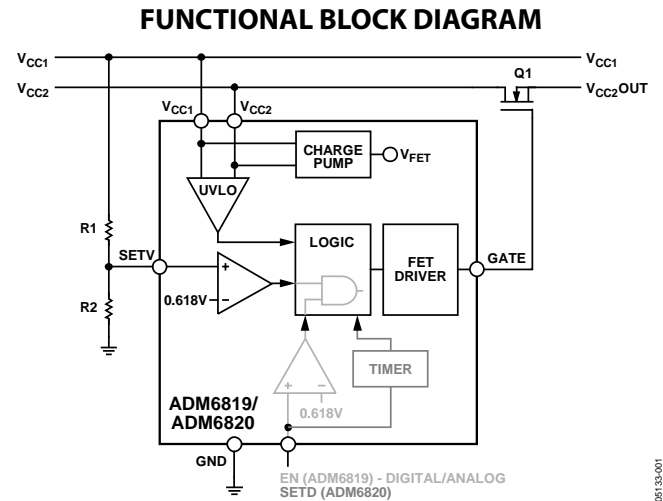 FUNCTIONAL BLOCK DIAGRAM
VCC1
VCC1
Q1
VCC2
VCC2OUT
VCC1
VCC2
CHARGE
PUMP
VFET
UVLO
R1
LOGIC
SETV
FET
DRIVER
GATE
+
0.618V
–
R2
TIMER
+
–
0.618V
ADM6819/
ADM6820
GND
EN (ADM6819) - DIGITAL/ANALOG
SETD (ADM6820)
05133-001